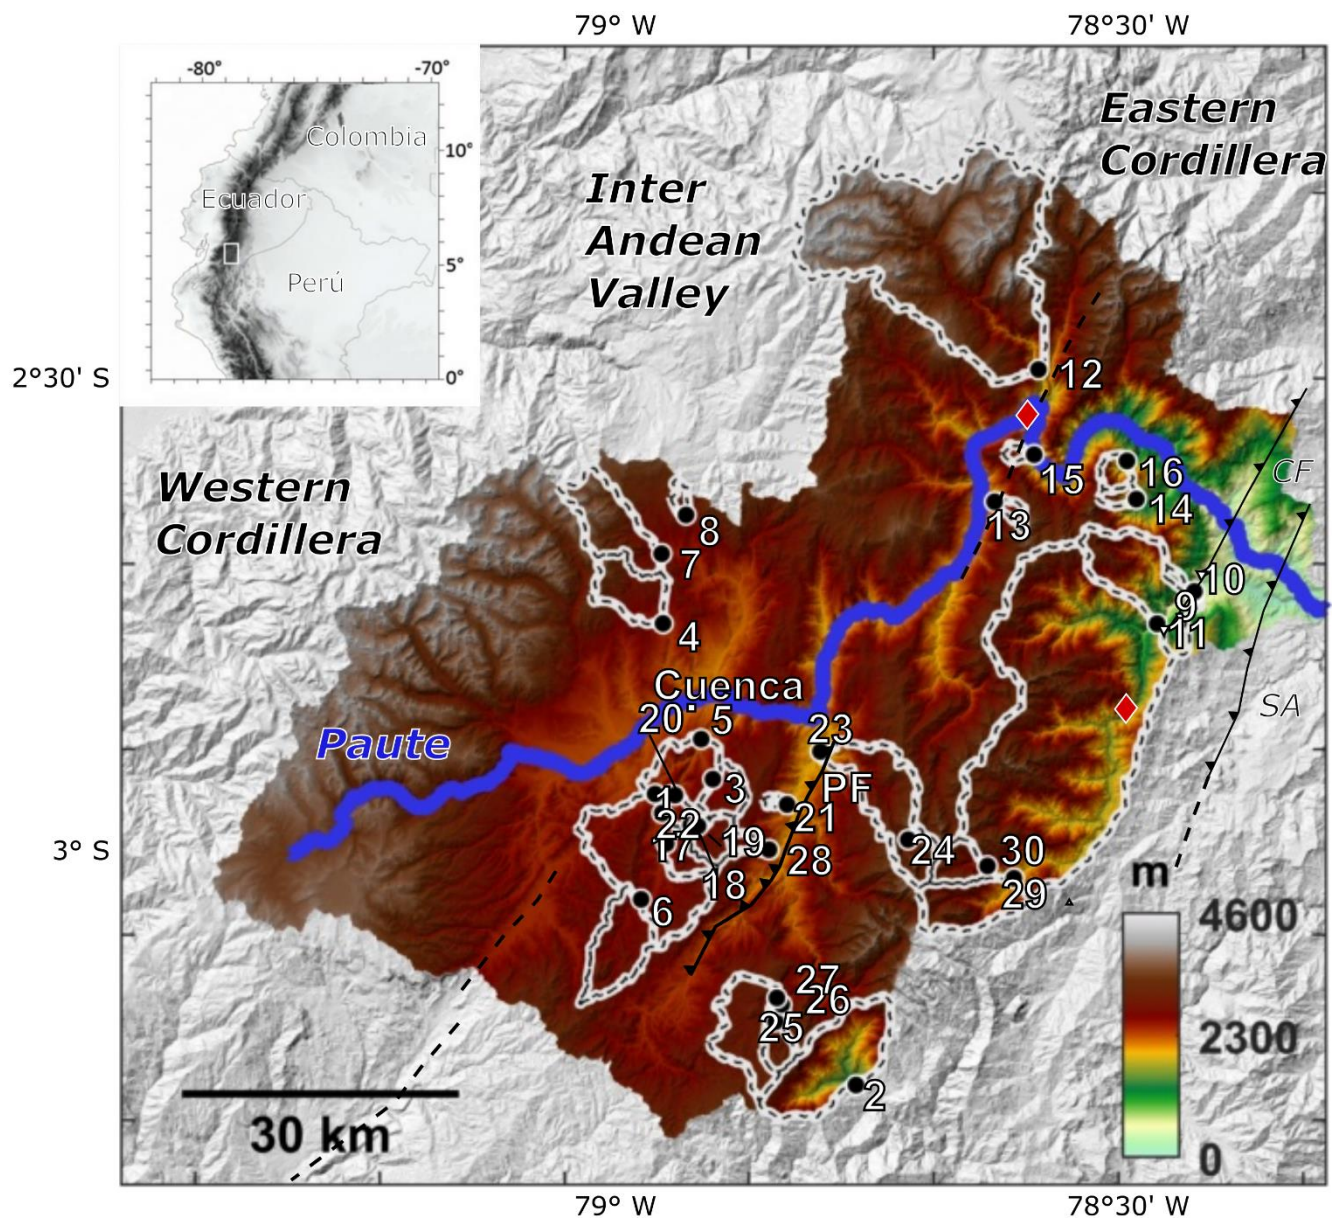 79° W
78°30' W
-80°
-70°
Colombia
10°
Ecuador
5°
Perú
0°
Eastern
Cordillera
Inter
Andean
Valley
2°30' S
12
CF
Western
Cordillera
15
16
14
13
8
7
10
9
11
4
Cuenca
20
5
23
SA
Paute
3
PF
1
21
22
17
19
28
24
30
3° S
18
29
6
m
4600
27
26
25
2300
2
30 km
0
79° W
78°30' W